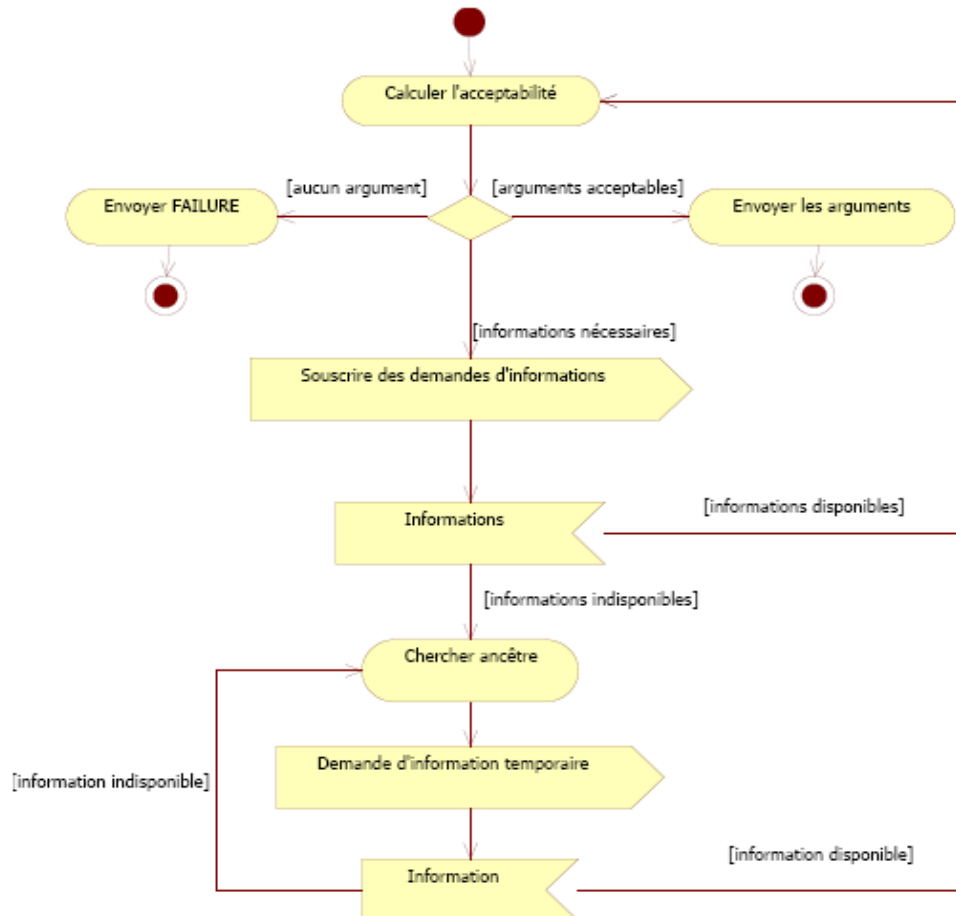 Calculer l'acceptabilité
[aucun argument]
[arguments acceptables]
Envoyer FAILURE
Envoyer les arguments
[informations nécessaires]
Souscrire des demandes d'informations
Informations
[informations disponibles]
[informations indisponibles]
Chercher ancêtre
Demande d'information temporaire
[information indisponible]
[information disponible]
Information